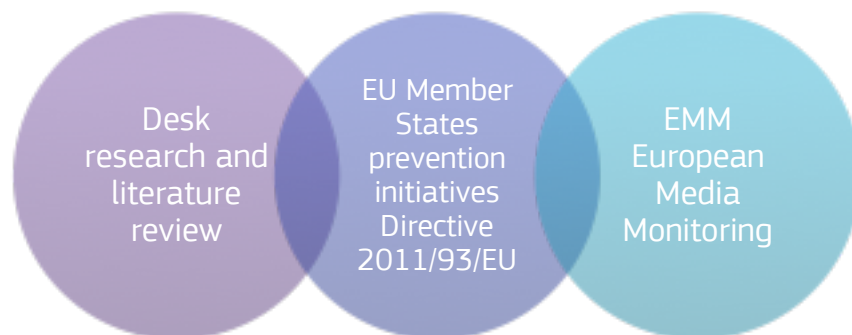 Desk
research and
literature
review
EU Member
States
prevention
initiatives
Directive
2011/93/EU
EMM
European
Media
Monitoring